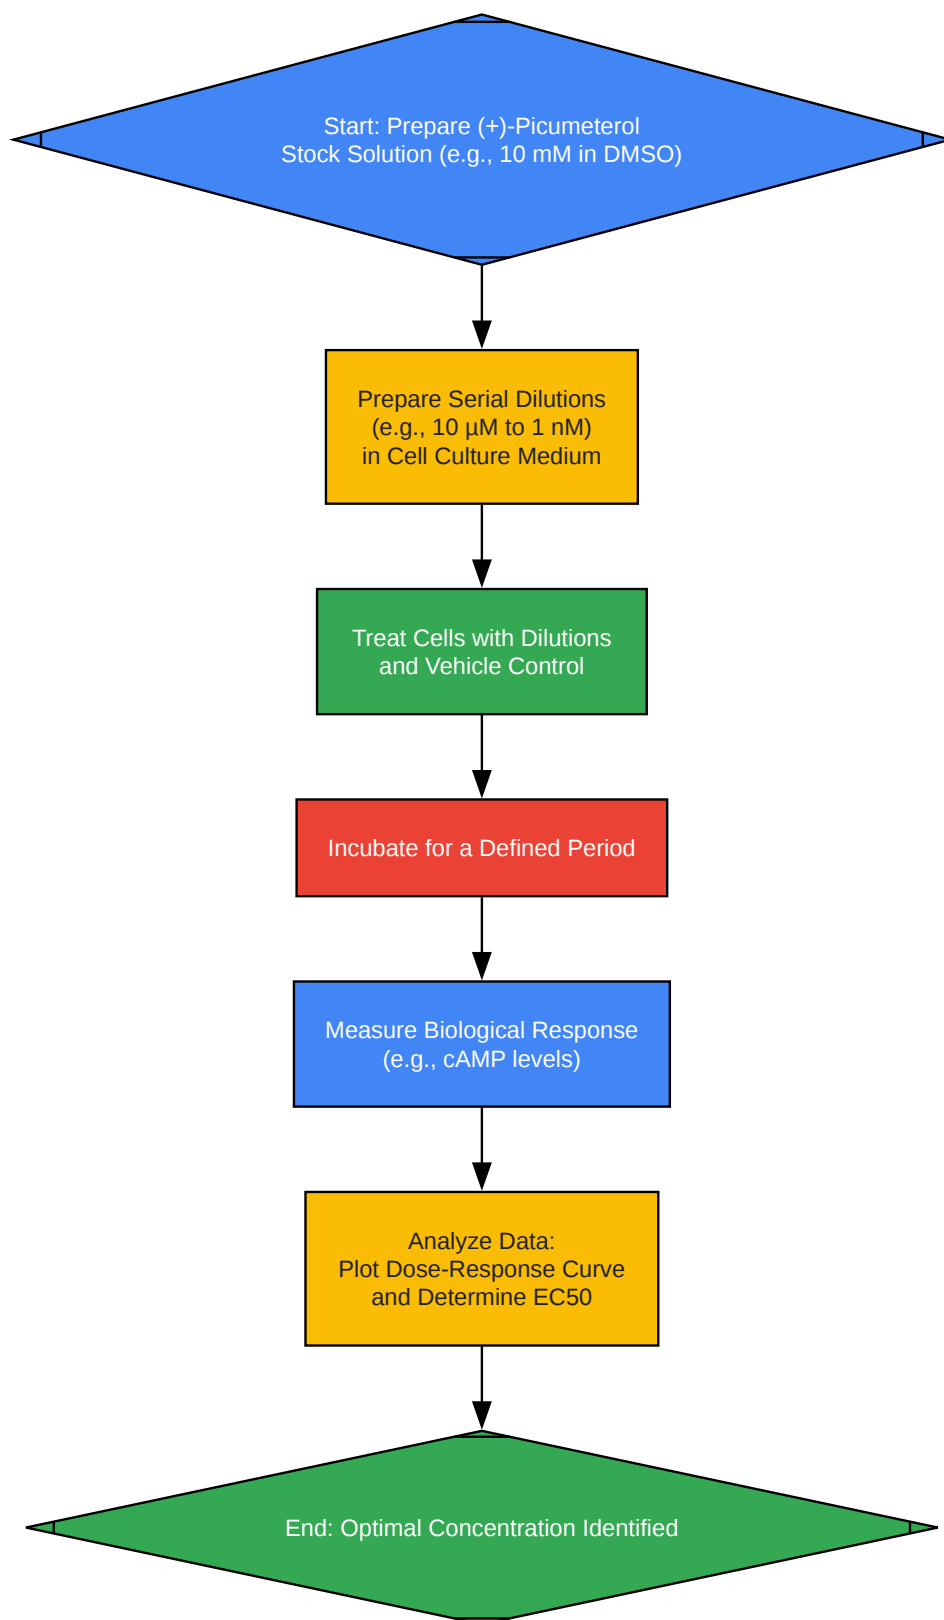 Start: Prepare (+)-Picumeterol
Stock Solution (e.g., 10 mM in DMSO)
Prepare Serial Dilutions
(e.g., 10 µM to 1 nM)
in Cell Culture Medium
Treat Cells with Dilutions
and Vehicle Control
Incubate for a Defined Period
Measure Biological Response
(e.g., cAMP levels)
Analyze Data:
Plot Dose-Response Curve
and Determine EC50
End: Optimal Concentration Identified